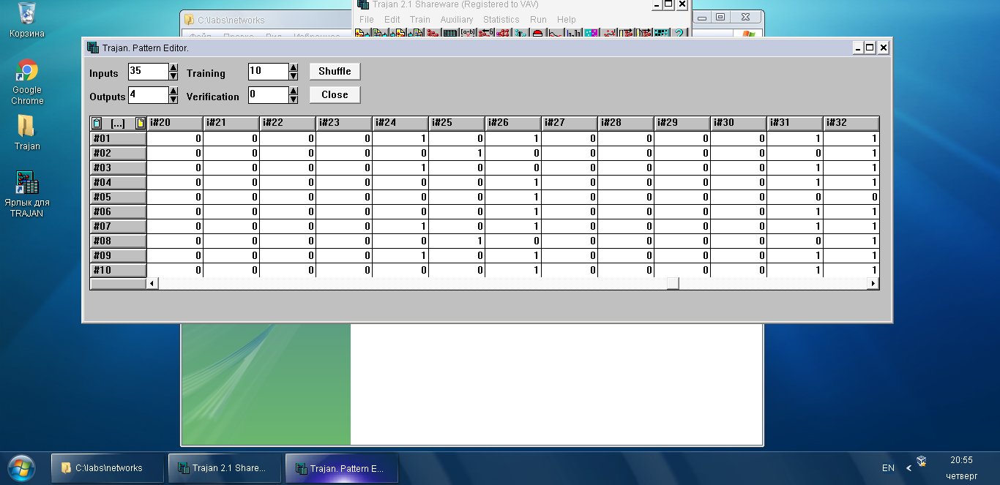 Корзина
Google
Chrome
Trajan
Ярлык для
TRAJAN
C:\labs\networks
Trajan 2.1 Shareware (Registered to VAV)
File Edit Train Auxiliary Statistics Run Help
Trajan. Pattern Editor.
Inputs 35 Training 10 Shuffle
Outputs 4 Verification 0 Close
[...] i#20 i#21 i#22 i#23 i#24 i#25 i#26 i#27 i#28 i#29 i#30 i#31 i#32
#01 0 0 0 0 1 0 1 0 0 0 0 1 1
#02 0 0 0 0 0 1 0 0 0 0 0 0 1
#03 0 0 0 0 1 0 0 0 0 0 0 1 1
#04 0 0 0 0 0 0 1 0 0 0 0 1 1
#05 0 0 0 0 0 0 1 0 0 0 0 0 0
#06 0 0 0 0 0 0 1 0 0 0 0 1 1
#07 0 0 0 0 1 0 1 0 0 0 0 1 1
#08 0 0 0 0 0 1 0 0 0 0 0 0 1
#09 0 0 0 0 1 0 1 0 0 0 0 1 1
#10 0 0 0 0 0 0 1 0 0 0 0 1 1
C:\labs\networks
Trajan 2.1 Share...
Trajan. Pattern E...
EN
20:55
четверг